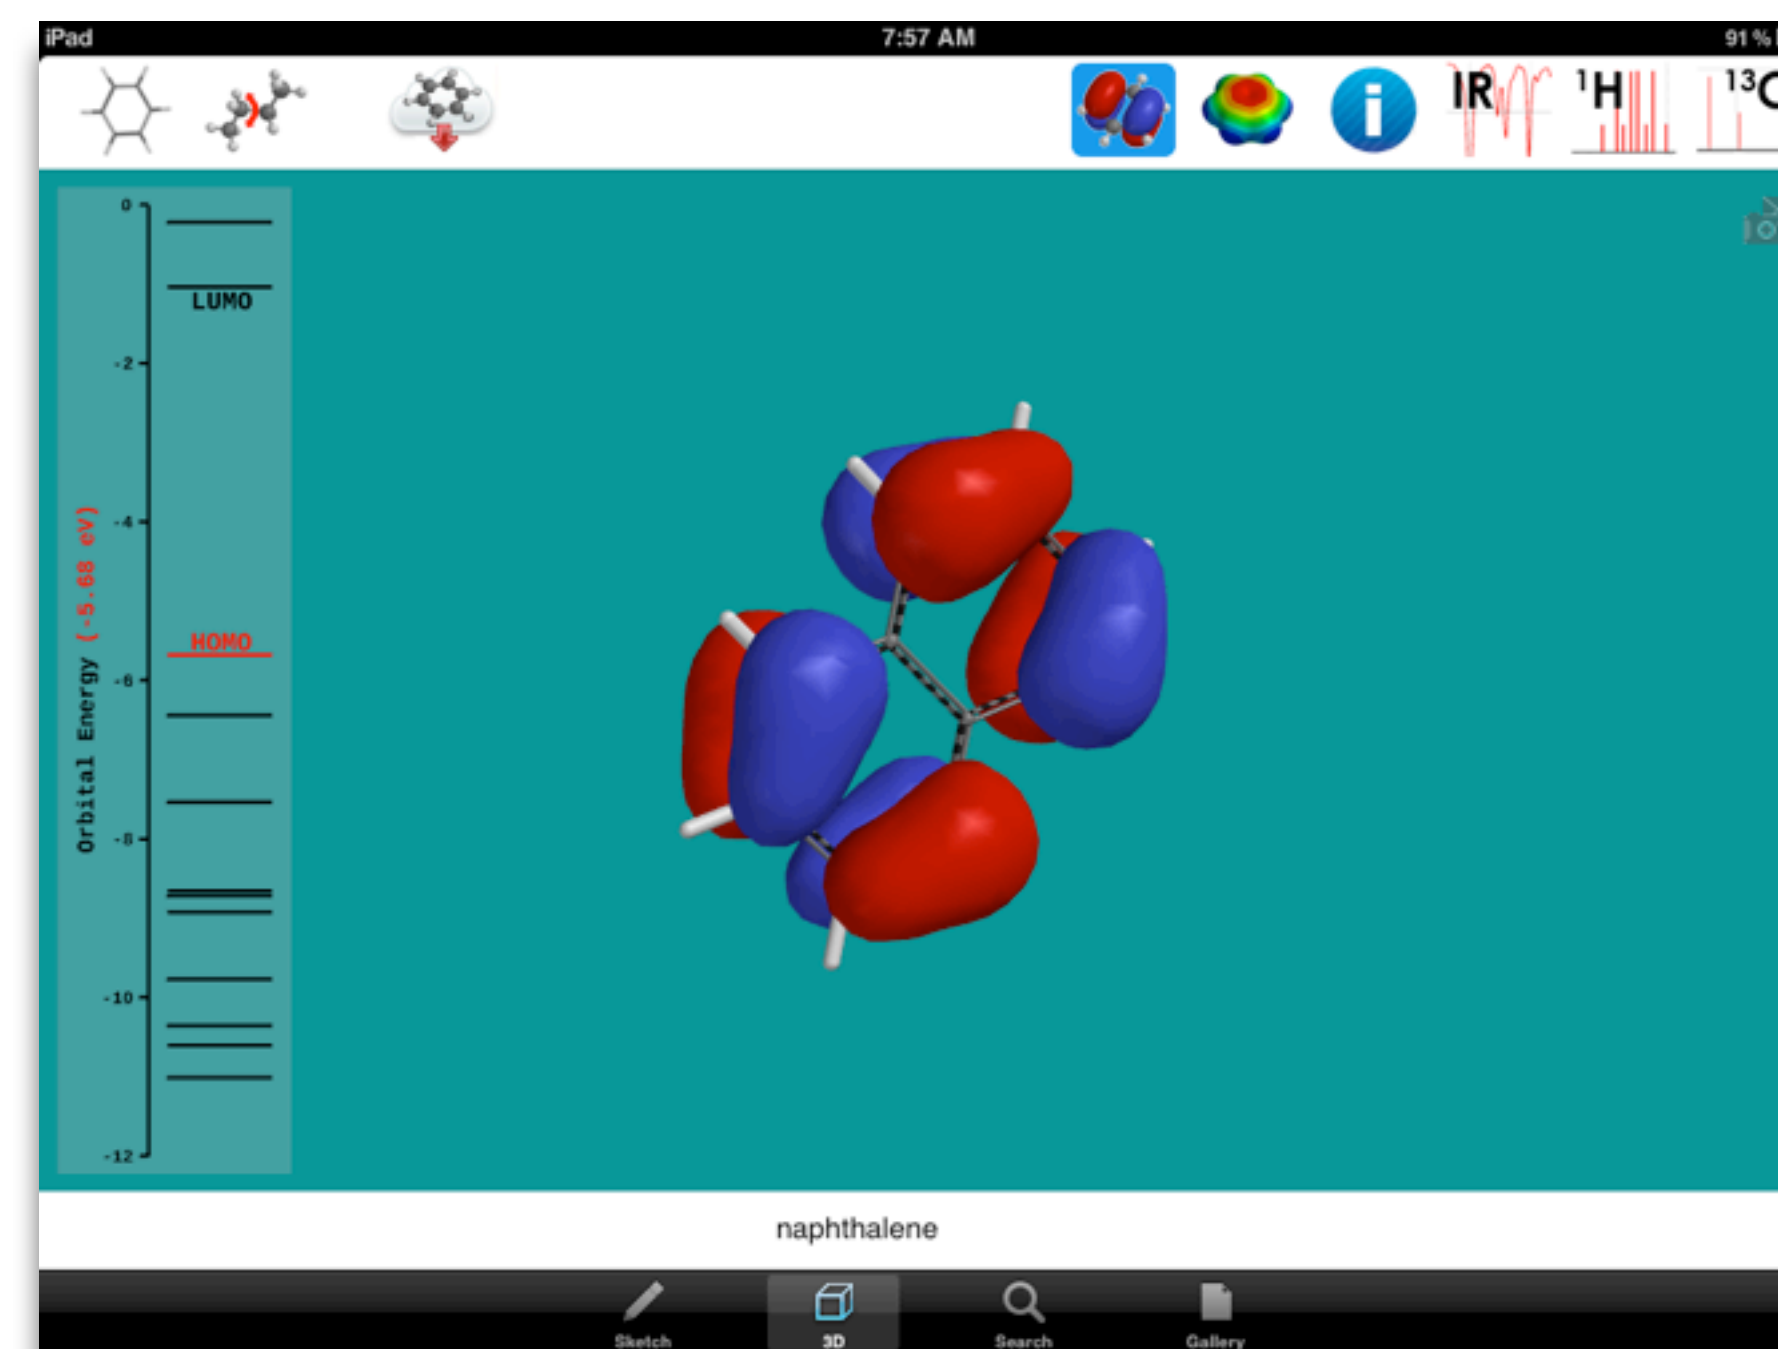 iPad
7:57 AM
91 %
IR
¹H
¹³C
0
LUMO
-2
-4
HOMO
-6
-8
-10
-12
Orbital Energy (-5.68 eV)
naphthalene
Sketch
3D
Search
Gallery